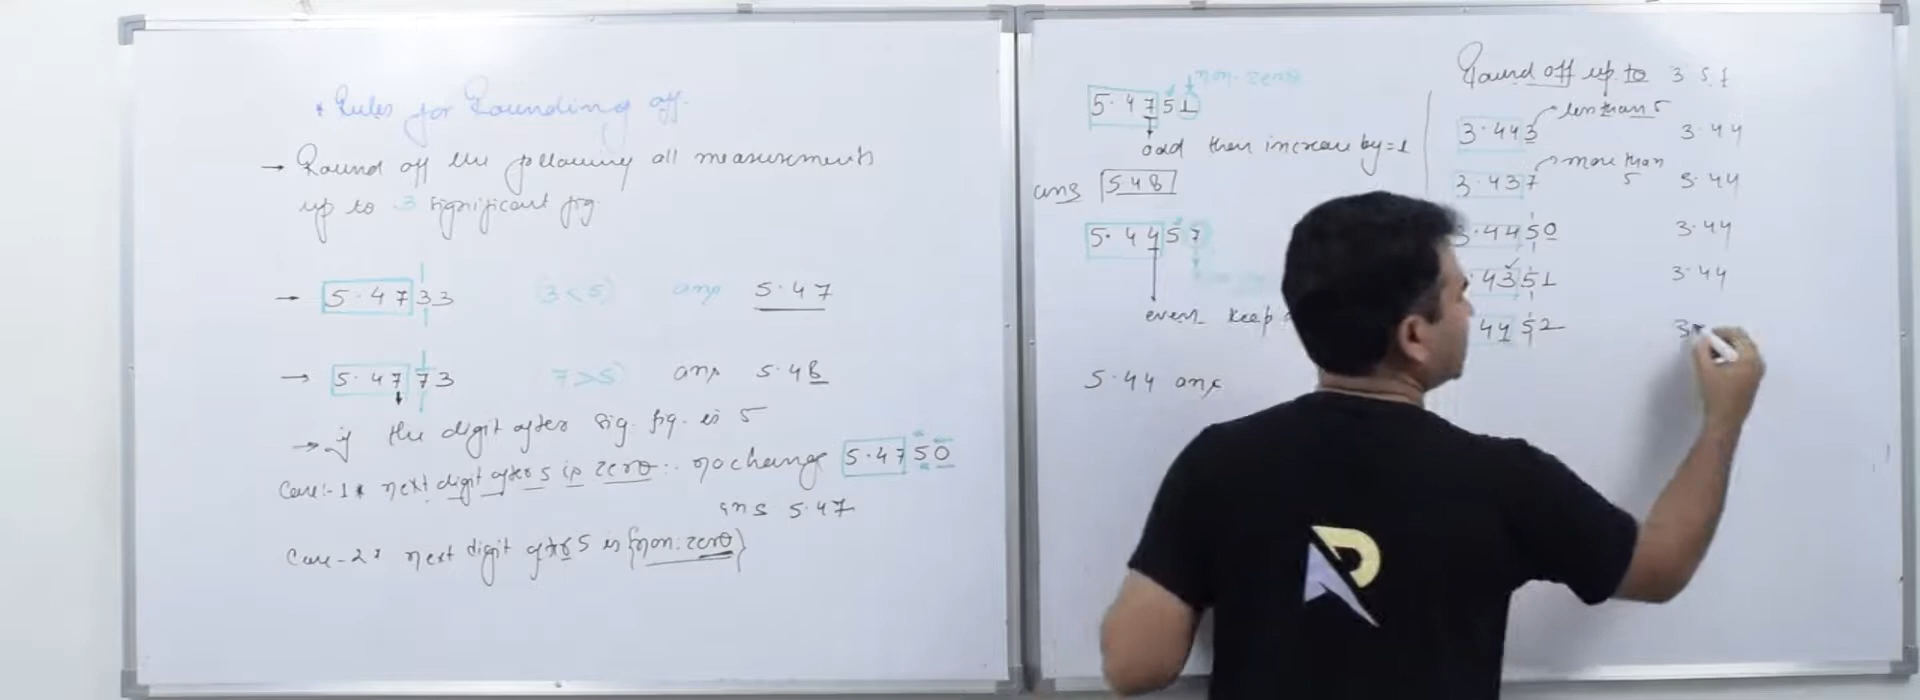 * Rules for Rounding off.
→ Round off the following all measurements
up to 3 significant fig.
→ 5.4733 (3<5) ans 5.47
→ 5.4773 7>5) ans 5.48
→ if the digit after sig. fig. is 5
Case:-1* next digit after 5 is zero:. no change 5.4750
ans 5.47
Case-2* next digit after 5 is {non.zero}
non-zero
5.4751
odd then increase by=1
ans 5.48
5.4457
even keep
5.44 ans
Round off up to 3 S.f
less than 5
3.443 3.44
more than 5
3.437 3.44
3.4450 3.44
.4351 3.44
4452 3